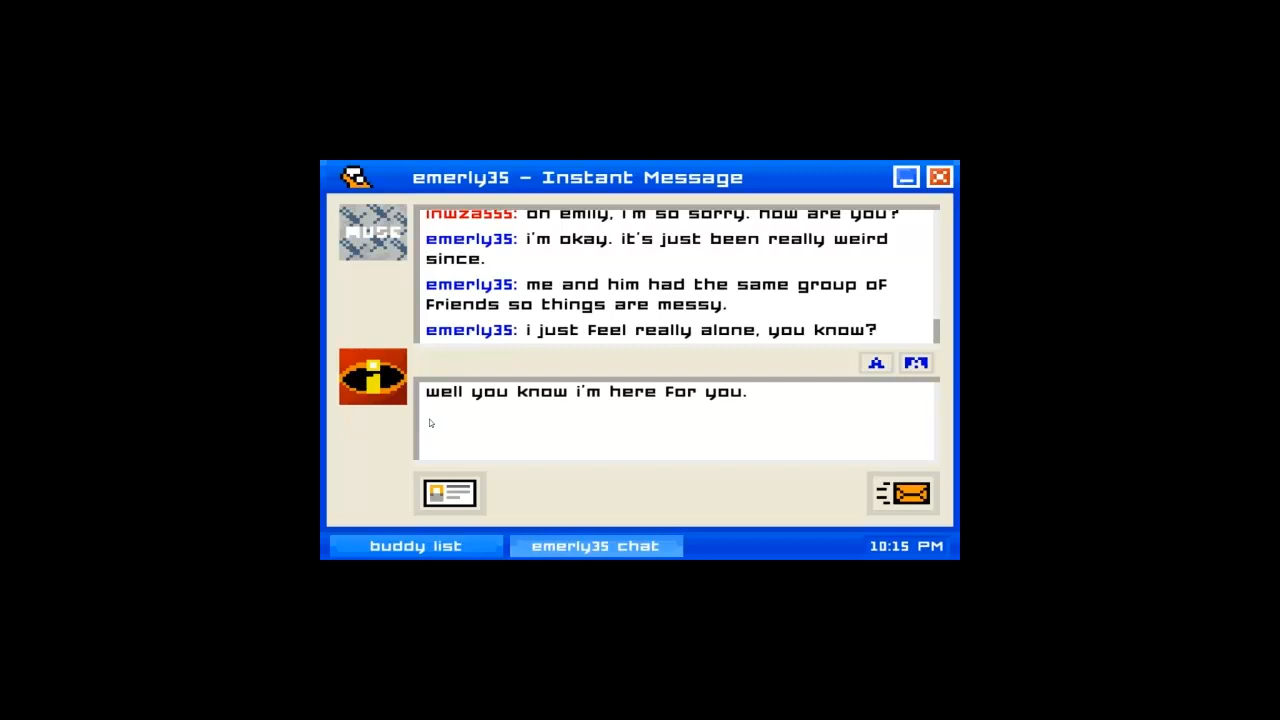 emerly35 - Instant Message
MUSE
inwza555: oh emily, i'm so sorry. how are you?
emerly35: i'm okay. it's just been really weird
since.
emerly35: me and him had the same group of
friends so things are messy.
emerly35: i just feel really alone, you know?
A
well you know i'm here for you.
buddy list
emerly35 chat
10:15 PM